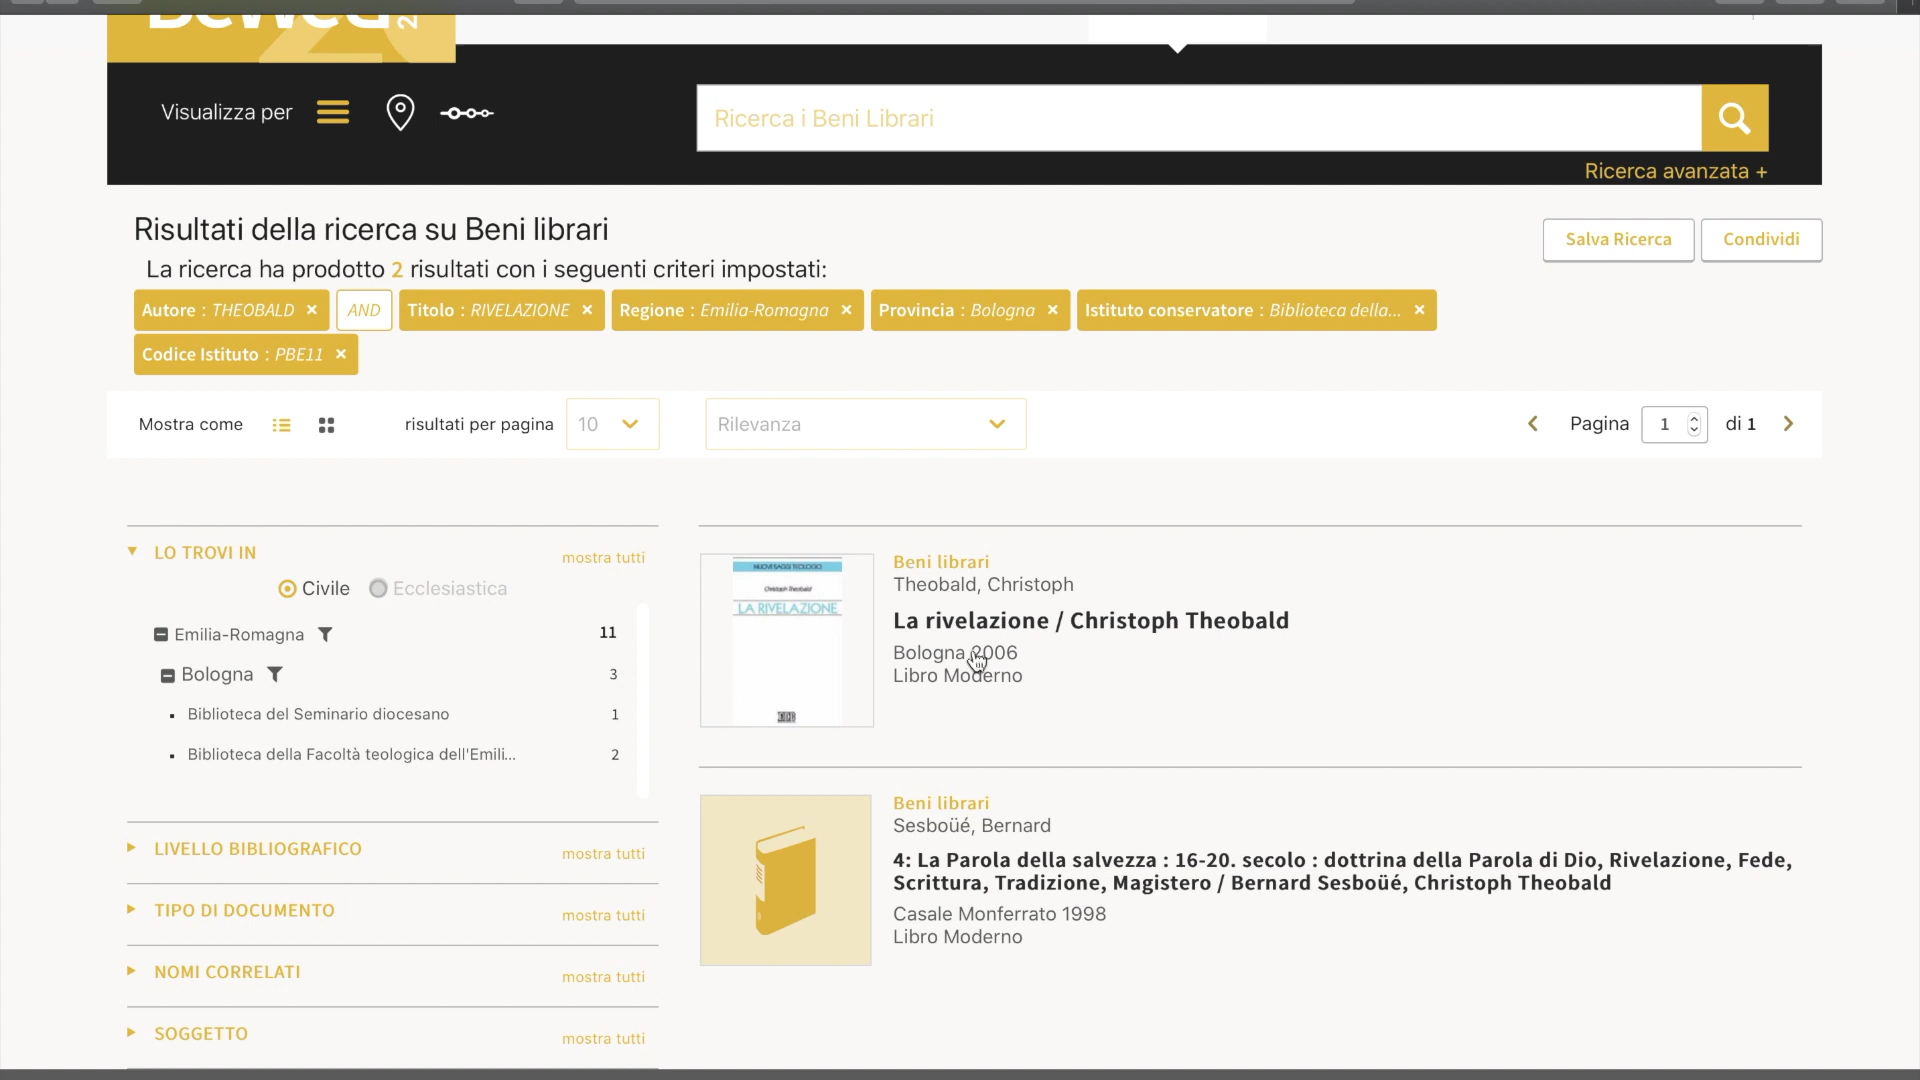 BeWeB
Visualizza per
Ricerca i Beni Librari
Ricerca avanzata +
Risultati della ricerca su Beni librari
La ricerca ha prodotto 2 risultati con i seguenti criteri impostati:
Salva Ricerca
Condividi
Autore : THEOBALD ×
AND
Titolo : RIVELAZIONE ×
Regione : Emilia-Romagna ×
Provincia : Bologna ×
Istituto conservatore : Biblioteca della... ×
Codice Istituto : PBE11 ×
Mostra come
risultati per pagina
10
Rilevanza
Pagina
1
di 1
LO TROVI IN
mostra tutti
Civile
Ecclesiastica
Emilia-Romagna
11
Bologna
3
Biblioteca del Seminario diocesano
1
Biblioteca della Facoltà teologica dell'Emili...
2
LIVELLO BIBLIOGRAFICO
mostra tutti
TIPO DI DOCUMENTO
mostra tutti
NOMI CORRELATI
mostra tutti
SOGGETTO
mostra tutti
NUOVI SAGGI TEOLOGICI
Christoph Theobald
LA RIVELAZIONE
EDB
Beni librari
Theobald, Christoph
La rivelazione / Christoph Theobald
Bologna 2006
Libro Moderno
Beni librari
Sesboüé, Bernard
4: La Parola della salvezza : 16-20. secolo : dottrina della Parola di Dio, Rivelazione, Fede,
Scrittura, Tradizione, Magistero / Bernard Sesboüé, Christoph Theobald
Casale Monferrato 1998
Libro Moderno